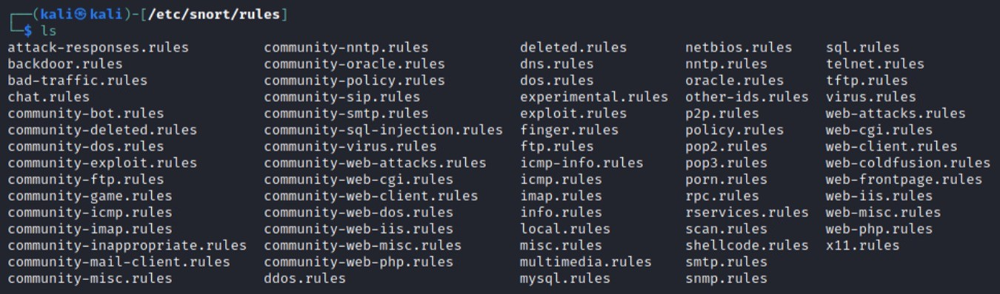 ┌──(kali㉿kali)-[/etc/snort/rules]
└─$ ls
attack-responses.rules community-nntp.rules deleted.rules netbios.rules sql.rules
backdoor.rules community-oracle.rules dns.rules nntp.rules telnet.rules
bad-traffic.rules community-policy.rules dos.rules oracle.rules tftp.rules
chat.rules community-sip.rules experimental.rules other-ids.rules virus.rules
community-bot.rules community-smtp.rules exploit.rules p2p.rules web-attacks.rules
community-deleted.rules community-sql-injection.rules finger.rules policy.rules web-cgi.rules
community-dos.rules community-virus.rules ftp.rules pop2.rules web-client.rules
community-exploit.rules community-web-attacks.rules icmp-info.rules pop3.rules web-coldfusion.rules
community-ftp.rules community-web-cgi.rules icmp.rules porn.rules web-frontpage.rules
community-game.rules community-web-client.rules imap.rules rpc.rules web-iis.rules
community-icmp.rules community-web-dos.rules info.rules rservices.rules web-misc.rules
community-imap.rules community-web-iis.rules local.rules scan.rules web-php.rules
community-inappropriate.rules community-web-misc.rules misc.rules shellcode.rules x11.rules
community-mail-client.rules community-web-php.rules multimedia.rules smtp.rules
community-misc.rules ddos.rules mysql.rules snmp.rules